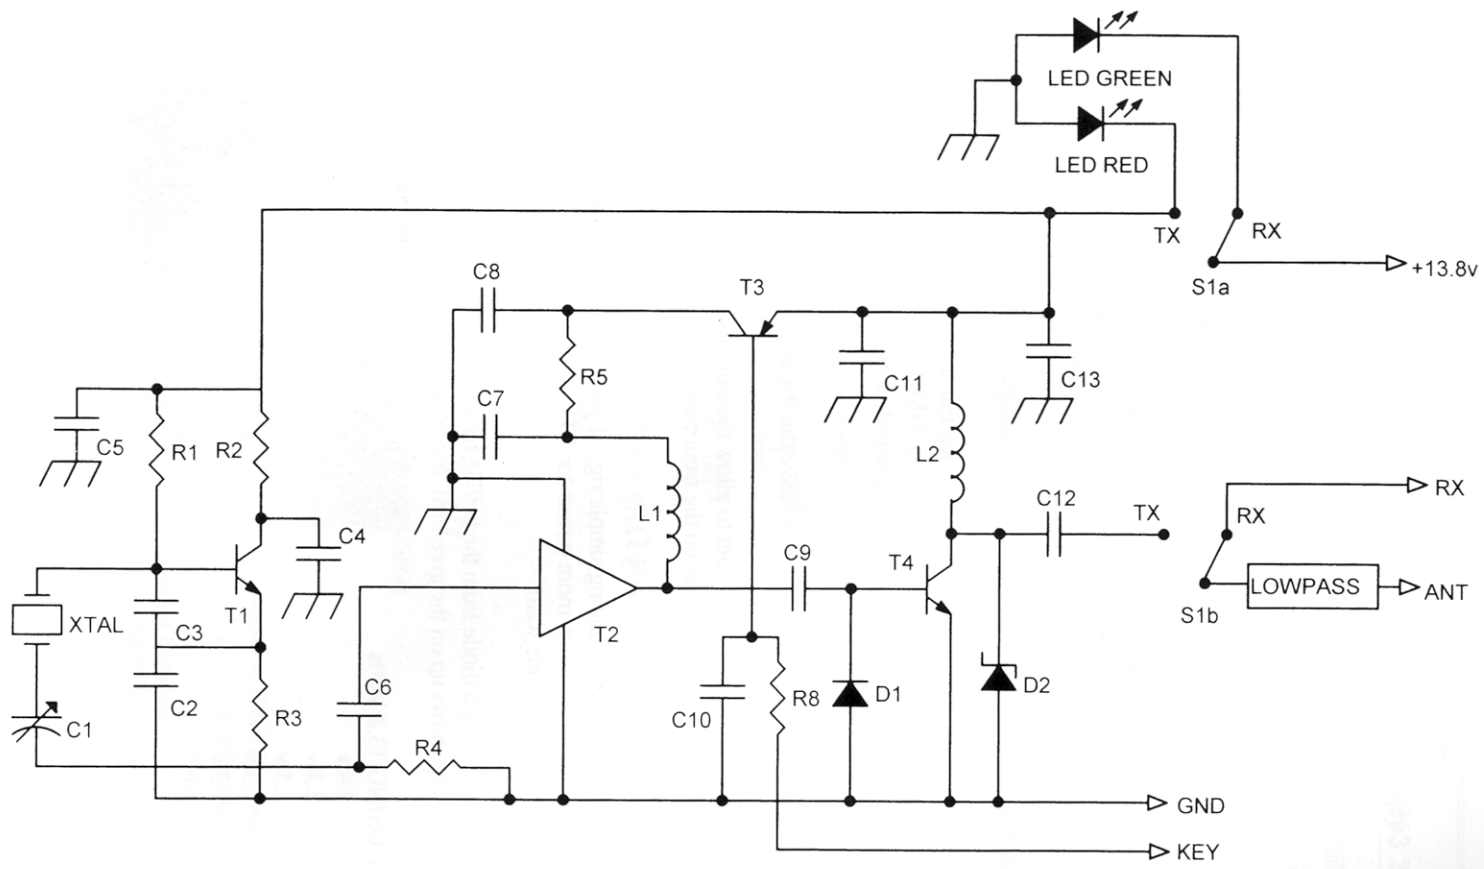 LED GREEN
LED RED
TX
RX
+13.8v
S1a
C8
T3
R5
C7
C11
C13
C5
R1
R2
L2
L1
C4
C12
TX
RX
RX
C9
T4
LOWPASS
ANT
S1b
XTAL
T1
C3
T2
C6
C2
R3
C1
R4
C10
R8
D1
D2
GND
KEY